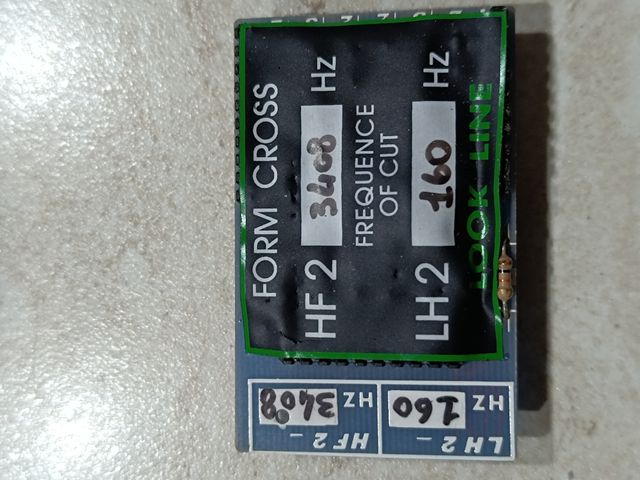 FORM CROSS
HF 2 3408 Hz
FREQUENCE
OF CUT
LH 2 160 Hz
LOOK LINE
LH 2 -
160 HZ
HF 2 -
3408 HZ